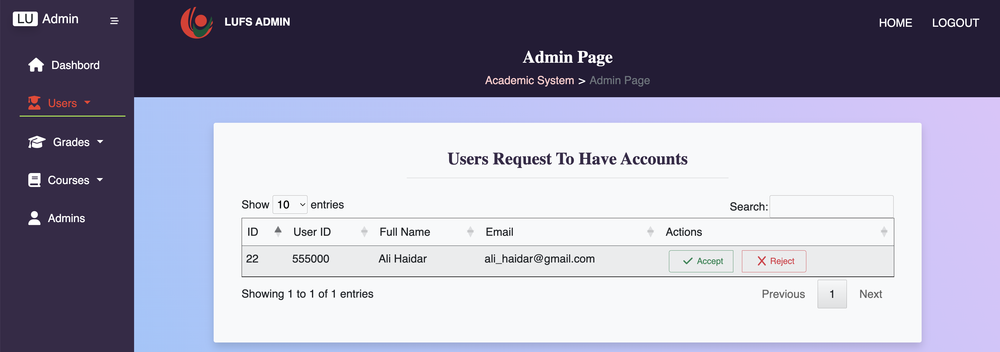 LU Admin
Dashbord
Users
Grades
Courses
Admins
LUFS ADMIN
HOME LOGOUT
Admin Page
Academic System > Admin Page
Users Request To Have Accounts
Show 10 entries
Search:
ID User ID Full Name Email Actions
22 555000 Ali Haidar ali_haidar@gmail.com Accept Reject
Showing 1 to 1 of 1 entries
Previous 1 Next